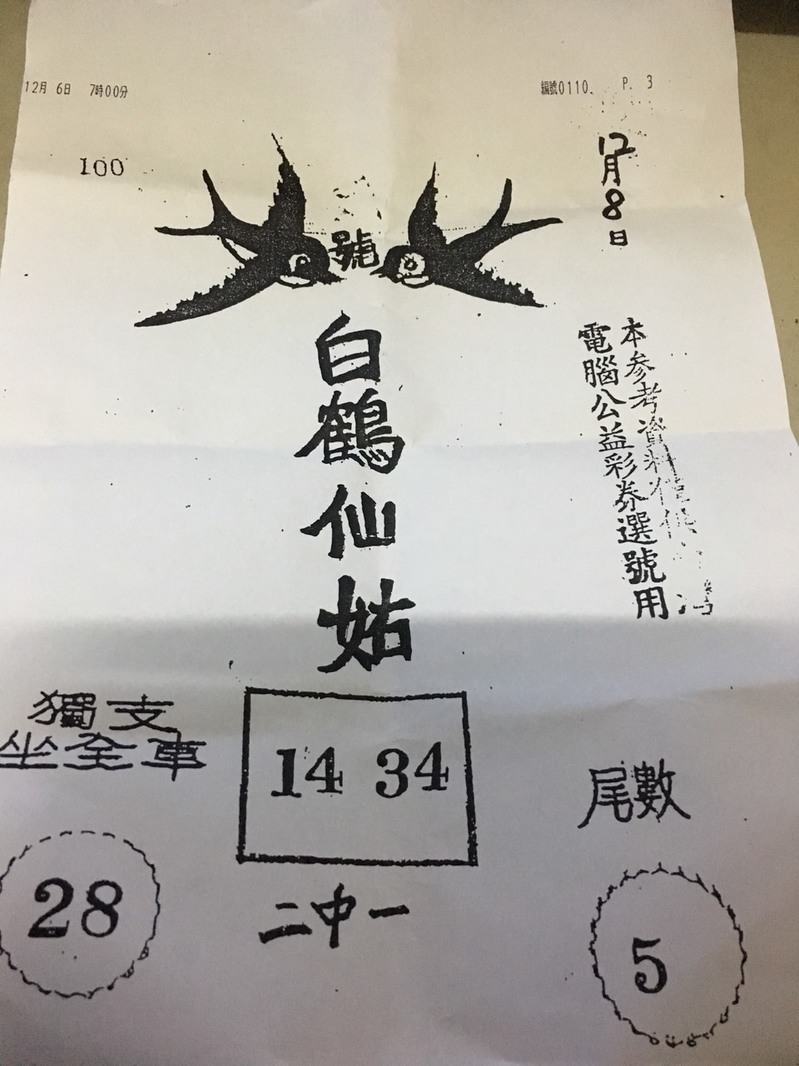 12月 6日 7時00分
編號0110. P. 3
100
12月8日
號
白鶴仙姑
本參考資料僅供
電腦公益彩券選號用
獨支
坐全車
28
14 34
二中一
尾數
5